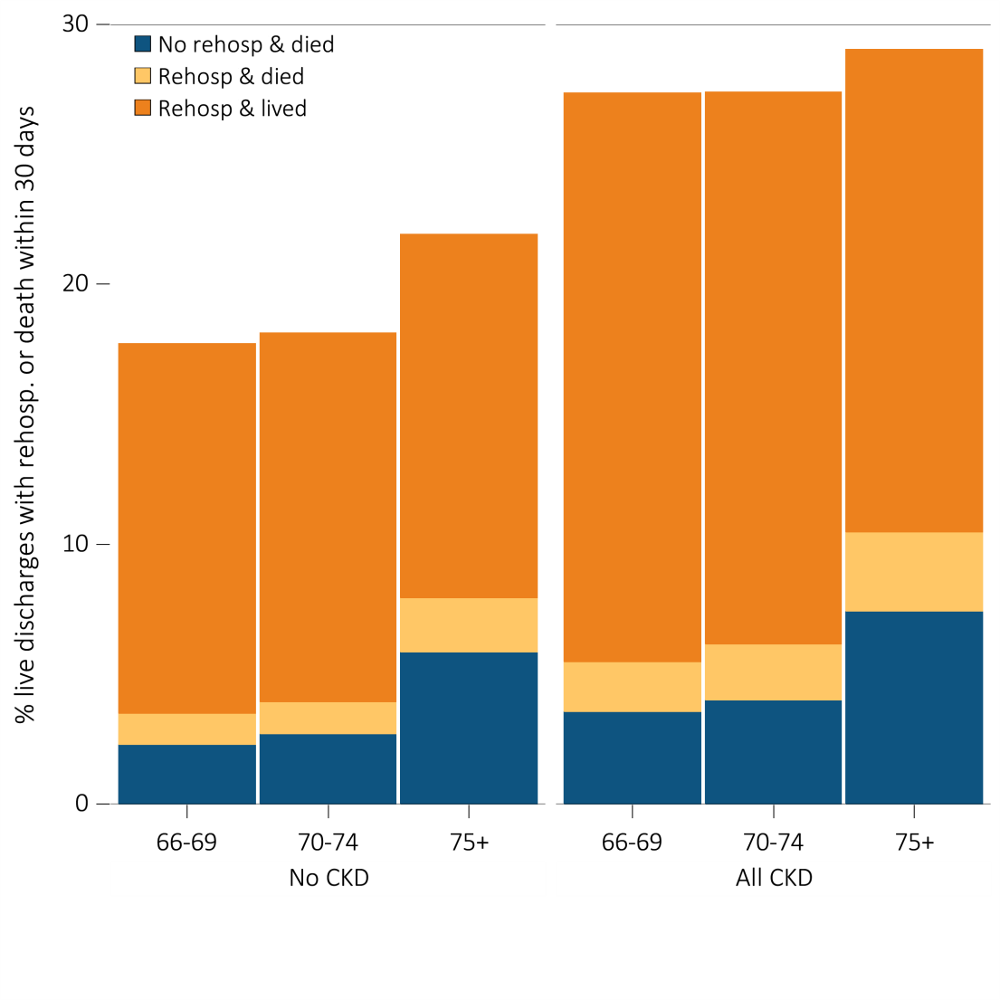 % live discharges with rehosp. or death within 30 days
30
20
10
0
No rehosp & died
Rehosp & died
Rehosp & lived
66-69
70-74
75+
66-69
70-74
75+
No CKD
All CKD